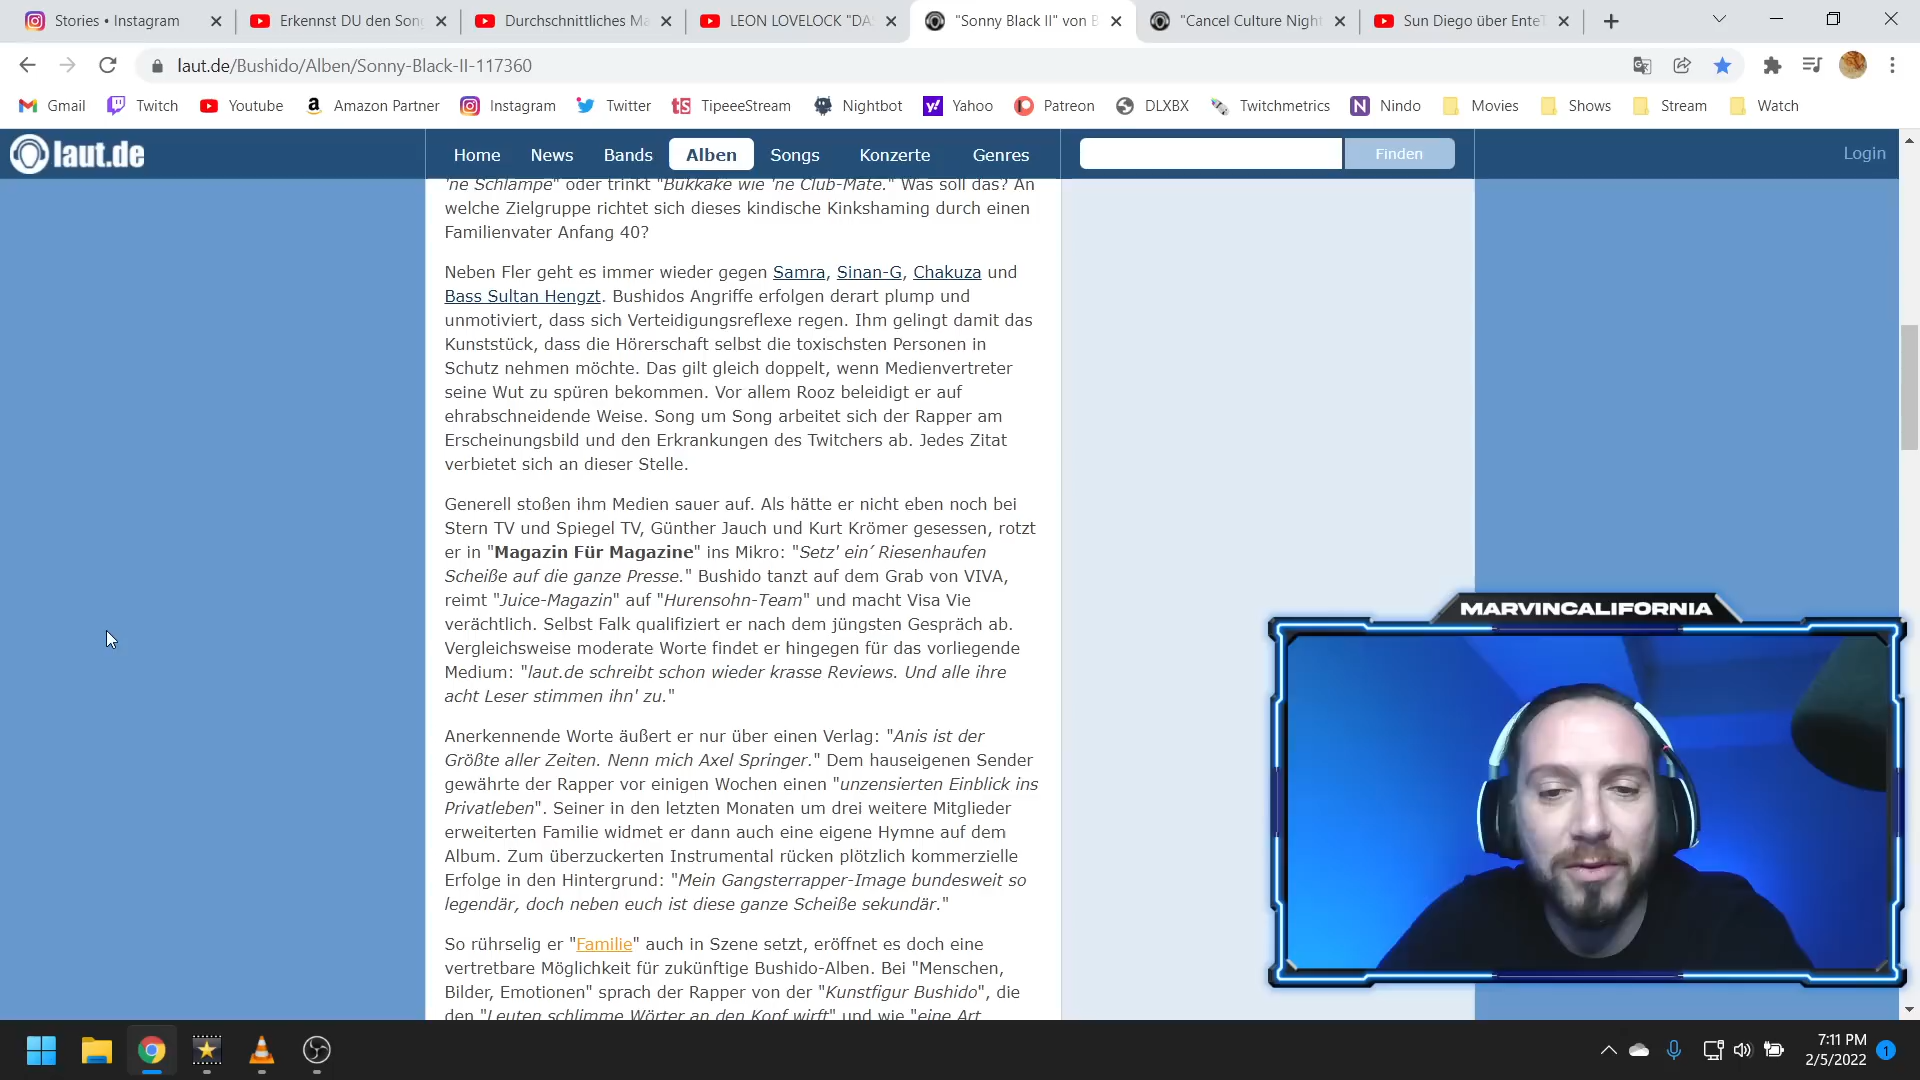 Stories • Instagram
Erkennst DU den Song
Durchschnittliches Ma
LEON LOVELOCK "DA
"Sonny Black II" von B
"Cancel Culture Night
Sun Diego über EnteT
laut.de/Bushido/Alben/Sonny-Black-II-117360
Gmail Twitch Youtube Amazon Partner Instagram Twitter TipeeeStream Nightbot Yahoo Patreon DLXBX Twitchmetrics Nindo Movies Shows Stream Watch
laut.de Home News Bands Alben Songs Konzerte Genres Finden Login
'ne Schlampe" oder trinkt "Bukkake wie 'ne Club-Mate." Was soll das? An
welche Zielgruppe richtet sich dieses kindische Kinkshaming durch einen
Familienvater Anfang 40?
Neben Fler geht es immer wieder gegen Samra, Sinan-G, Chakuza und
Bass Sultan Hengzt. Bushidos Angriffe erfolgen derart plump und
unmotiviert, dass sich Verteidigungsreflexe regen. Ihm gelingt damit das
Kunststück, dass die Hörerschaft selbst die toxischsten Personen in
Schutz nehmen möchte. Das gilt gleich doppelt, wenn Medienvertreter
seine Wut zu spüren bekommen. Vor allem Rooz beleidigt er auf
ehrabschneidende Weise. Song um Song arbeitet sich der Rapper am
Erscheinungsbild und den Erkrankungen des Twitchers ab. Jedes Zitat
verbietet sich an dieser Stelle.
Generell stoßen ihm Medien sauer auf. Als hätte er nicht eben noch bei
Stern TV und Spiegel TV, Günther Jauch und Kurt Krömer gesessen, rotzt
er in "Magazin Für Magazine" ins Mikro: "Setz' ein´ Riesenhaufen
Scheiße auf die ganze Presse." Bushido tanzt auf dem Grab von VIVA,
reimt "Juice-Magazin" auf "Hurensohn-Team" und macht Visa Vie
verächtlich. Selbst Falk qualifiziert er nach dem jüngsten Gespräch ab.
Vergleichsweise moderate Worte findet er hingegen für das vorliegende
Medium: "laut.de schreibt schon wieder krasse Reviews. Und alle ihre
acht Leser stimmen ihn' zu."
Anerkennende Worte äußert er nur über einen Verlag: "Anis ist der
Größte aller Zeiten. Nenn mich Axel Springer." Dem hauseigenen Sender
gewährte der Rapper vor einigen Wochen einen "unzensierten Einblick ins
Privatleben". Seiner in den letzten Monaten um drei weitere Mitglieder
erweiterten Familie widmet er dann auch eine eigene Hymne auf dem
Album. Zum überzuckerten Instrumental rücken plötzlich kommerzielle
Erfolge in den Hintergrund: "Mein Gangsterrapper-Image bundesweit so
legendär, doch neben euch ist diese ganze Scheiße sekundär."
So rührselig er "Familie" auch in Szene setzt, eröffnet es doch eine
vertretbare Möglichkeit für zukünftige Bushido-Alben. Bei "Menschen,
Bilder, Emotionen" sprach der Rapper von der "Kunstfigur Bushido", die
den "Leuten schlimme Wörter an den Kopf wirft" und wie "eine Art
MARVINCALIFORNIA
7:11 PM
2/5/2022
1